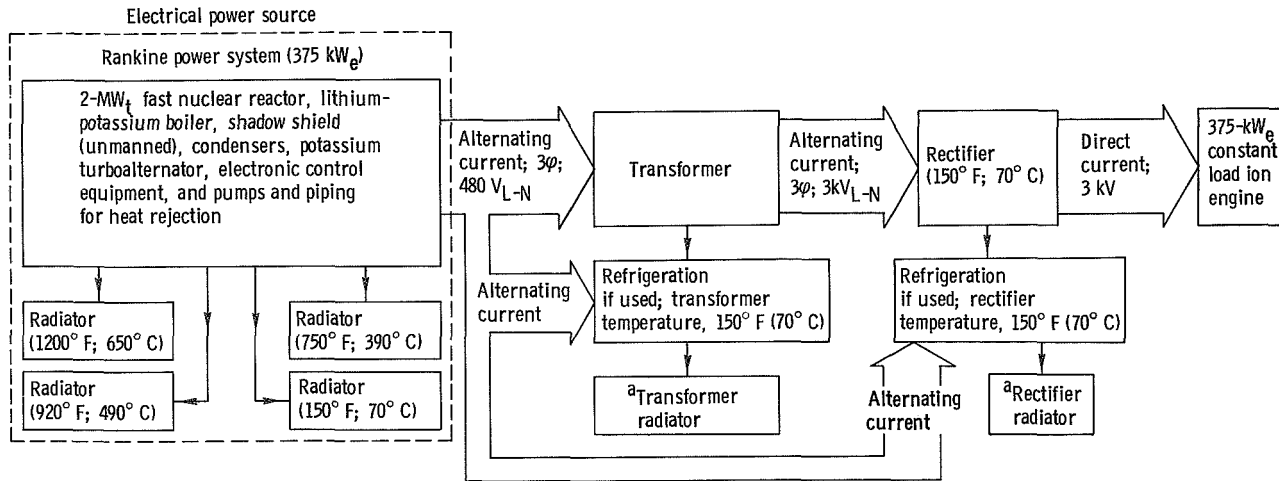 Electrical power source
Rankine power system (375 kWe)
2-MWt fast nuclear reactor, lithium-
potassium boiler, shadow shield
(unmanned), condensers, potassium
turboalternator, electronic control
equipment, and pumps and piping
for heat rejection
Radiator
(1200° F; 650° C)
Radiator
(750° F; 390° C)
Radiator
(920° F; 490° C)
Radiator
(150° F; 70° C)
Alternating
current; 3φ;
480 VL-N
Transformer
Alternating
current;
3φ; 3kVL-N
Rectifier
(150° F; 70° C)
Direct
current;
3 kV
375-kWe
constant
load ion
engine
Alternating
current
Refrigeration
if used; transformer
temperature, 150° F (70° C)
Refrigeration
if used; rectifier
temperature, 150° F (70° C)
aTransformer
radiator
Alternating
current
aRectifier
radiator